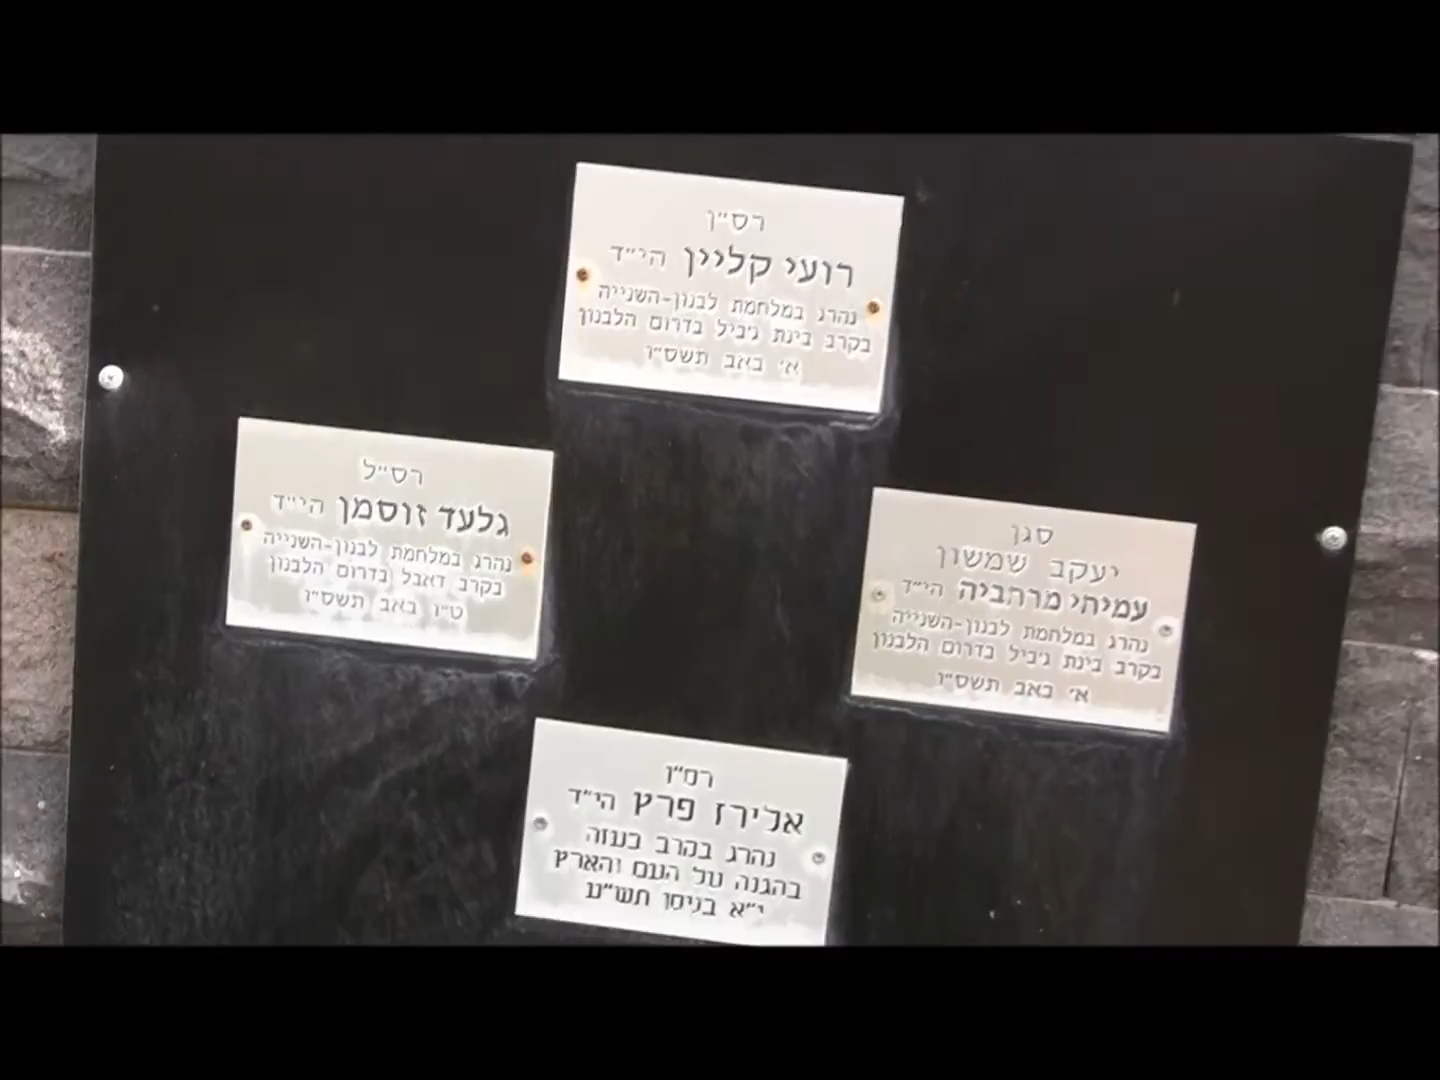 רס״ן
רועי קליין הי״ד
נהרג במלחמת לבנון-השנייה
בקרב בינת ג׳ביל בדרום הלבנון
א׳ באב תשס״ו
רס״ל
גלעד זוסמן הי״ד
נהרג במלחמת לבנון-השנייה
בקרב דאבל בדרום הלבנון
ט״ו באב תשס״ו
סגן
יעקב שמשון
עמיחי מרחביה הי״ד
נהרג במלחמת לבנון-השנייה
בקרב בינת ג׳ביל בדרום הלבנון
א׳ באב תשס״ו
רס״ן
אלירז פרץ הי״ד
נהרג בקרב בעזה
בהגנה על העם והארץ
י״א בניסן תש״ע